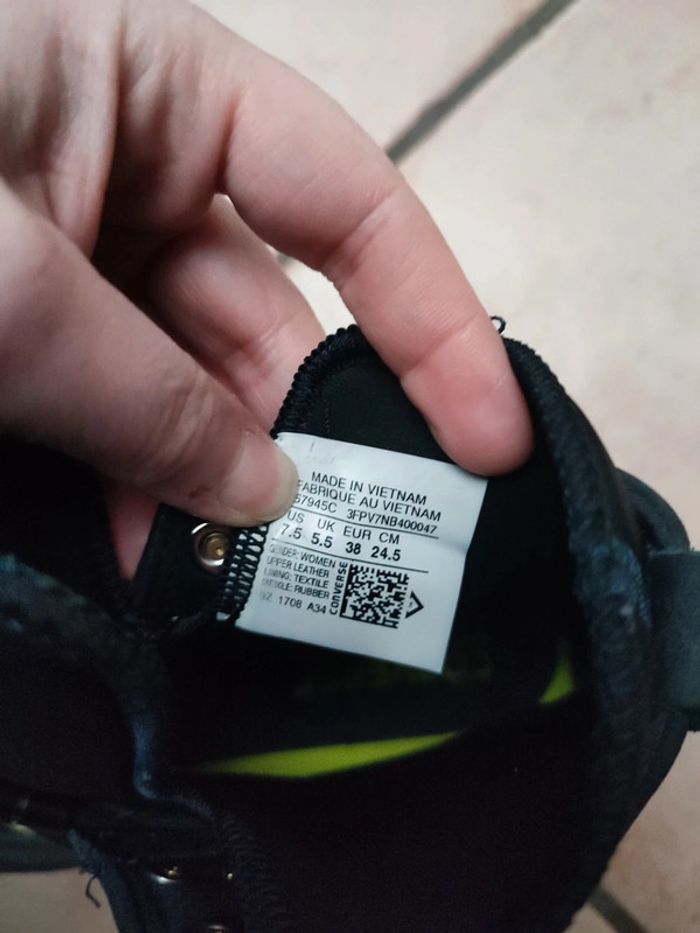 MADE IN VIETNAM
FABRIQUE AU VIETNAM
57945C 3FPV7NB400047
US UK EUR CM
7.5 5.5 38 24.5
GENDER: WOMEN
UPPER LEATHER
LINING: TEXTILE
OUTSOLE: RUBBER
1708 A34
CONVERSE